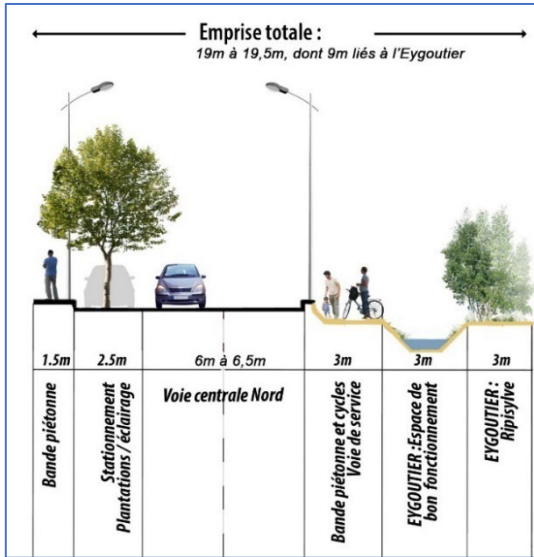 Emprise totale :
19m à 19,5m, dont 9m liés à l'Eygoutier
1.5m
2.5m
6m à 6,5m
3m
3m
3m
Bande piétonne
Stationnement
Plantations / éclairage
Voie centrale Nord
Bande piétonne et cycles
Voie de service
EYGOUTIER : Espace de
bon fonctionnement
EYGOUTIER :
Ripisylve